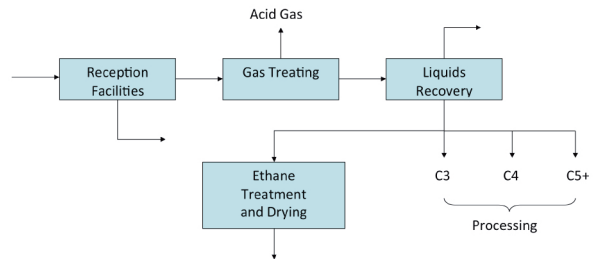 Acid Gas
Reception
Facilities
Gas Treating
Liquids
Recovery
Ethane
Treatment
and Drying
C3
C4
C5+
Processing